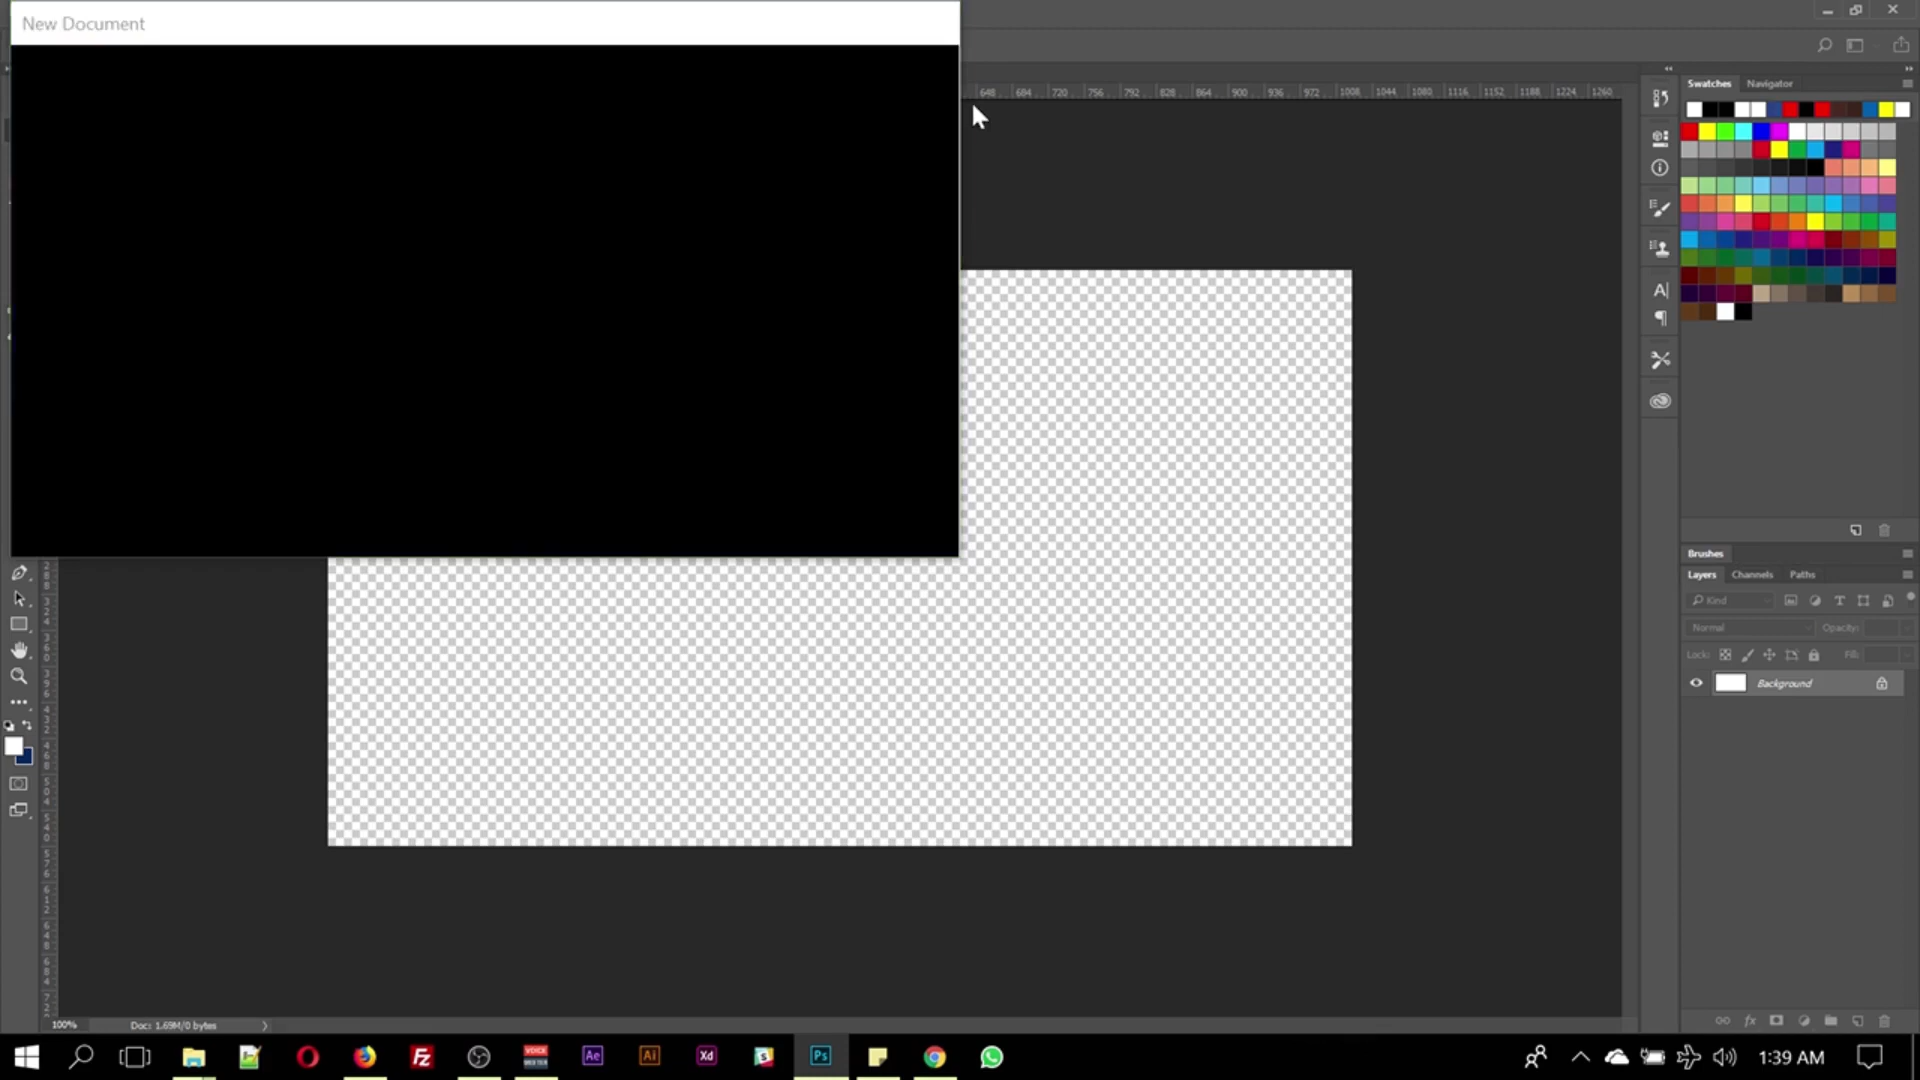 New Document
648 684 720 756 792 828 864 900 936 972 1008 1044 1080 1116 1152 1188 1224 1260
Swatches Navigator
Brushes
Layers Channels Paths
Kind
Normal Opacity:
Lock: Fill:
Background
100% Doc: 1.69M/0 bytes
Fz VOICE Ae Ai Xd Ps 1:39 AM